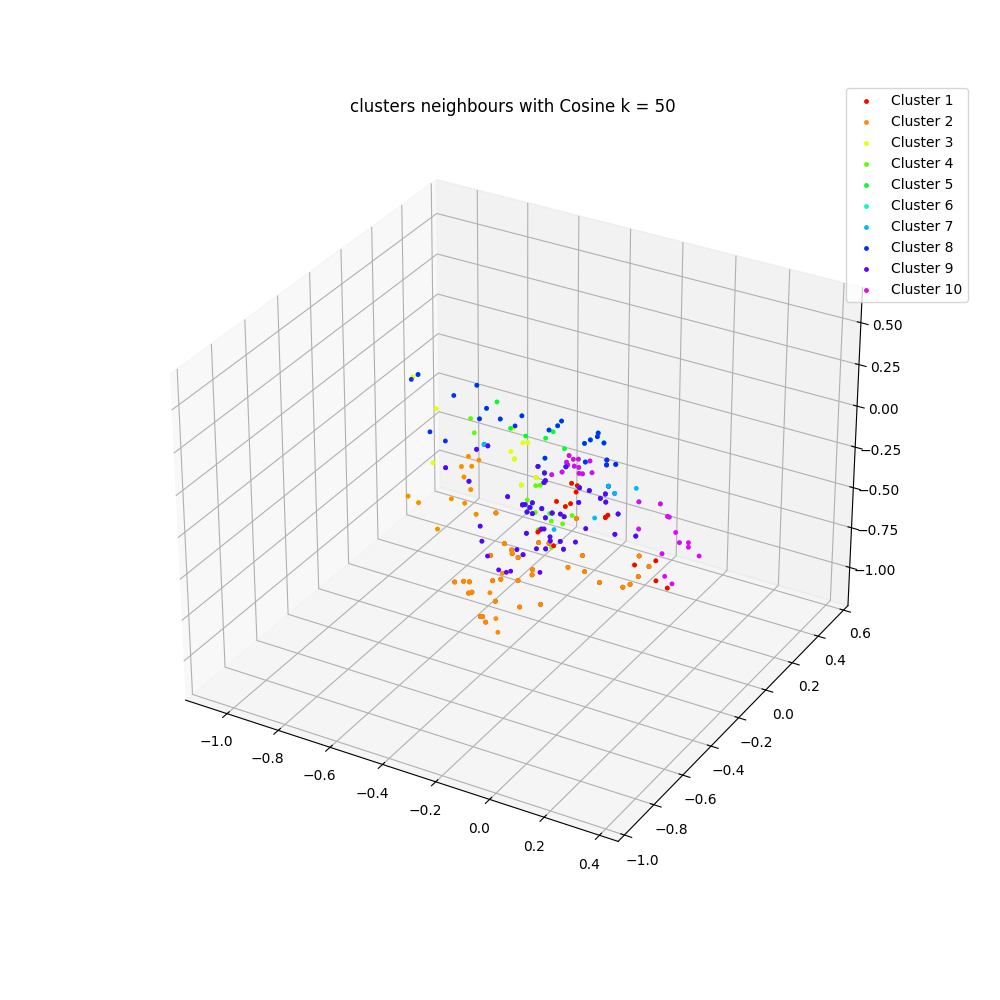 clusters neighbours with Cosine k = 50
Cluster 1
Cluster 2
Cluster 3
Cluster 4
Cluster 5
Cluster 6
Cluster 7
Cluster 8
Cluster 9
Cluster 10
0.50
0.25
0.00
−0.25
−0.50
−0.75
−1.00
0.6
0.4
0.2
0.0
−0.2
−0.4
−0.6
−0.8
−1.0
−1.0
−0.8
−0.6
−0.4
−0.2
0.0
0.2
0.4